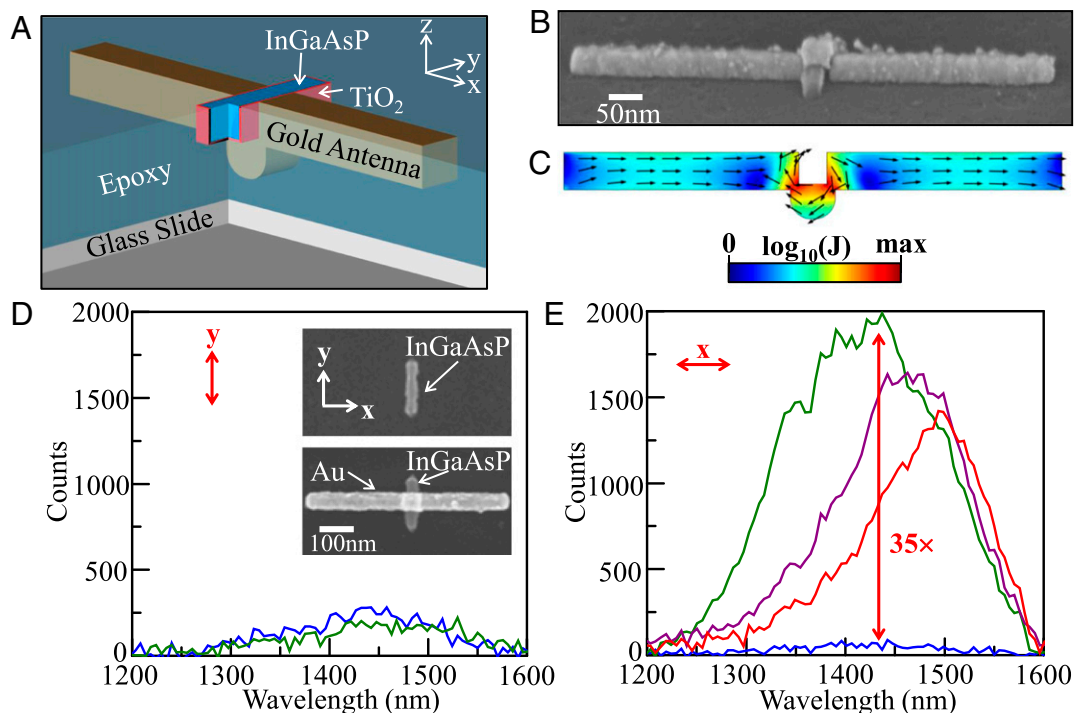 A
InGaAsP
TiO2
Gold Antenna
Epoxy
Glass Slide
z
y
x
B
50nm
C
0 log10(J) max
D
2000
1500
1000
500
0
Counts
y
y
x
InGaAsP
Au
InGaAsP
100nm
1200 1300 1400 1500 1600
Wavelength (nm)
E
2000
1500
1000
500
0
Counts
x
35×
1200 1300 1400 1500 1600
Wavelength (nm)